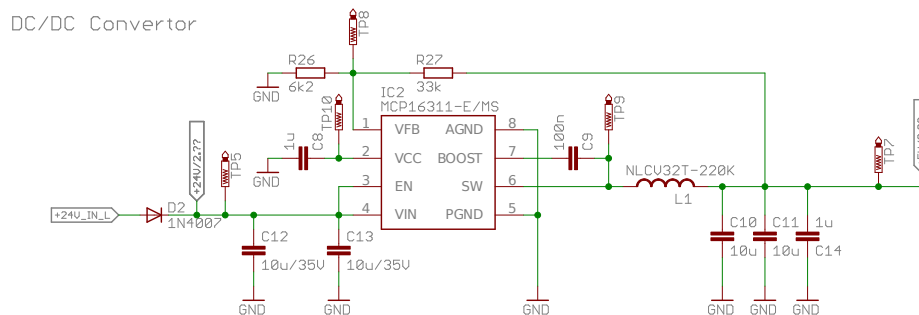 DC/DC Convertor
TP8
R26
6k2
GND
R27
33k
IC2
MCP16311-E/MS
TP10
1u
C8
GND
1 VFB AGND 8
2 VCC BOOST 7
3 EN SW 6
4 VIN PGND 5
100n
C9
TP9
NLCV32T-220K
L1
TP7
+24V/2.??
TP5
+24V_IN_L
D2
1N4007
C12
10u/35V
C13
10u/35V
C10
10u
C11
10u
1u
C14
GND
GND
GND
GND
GND
GND